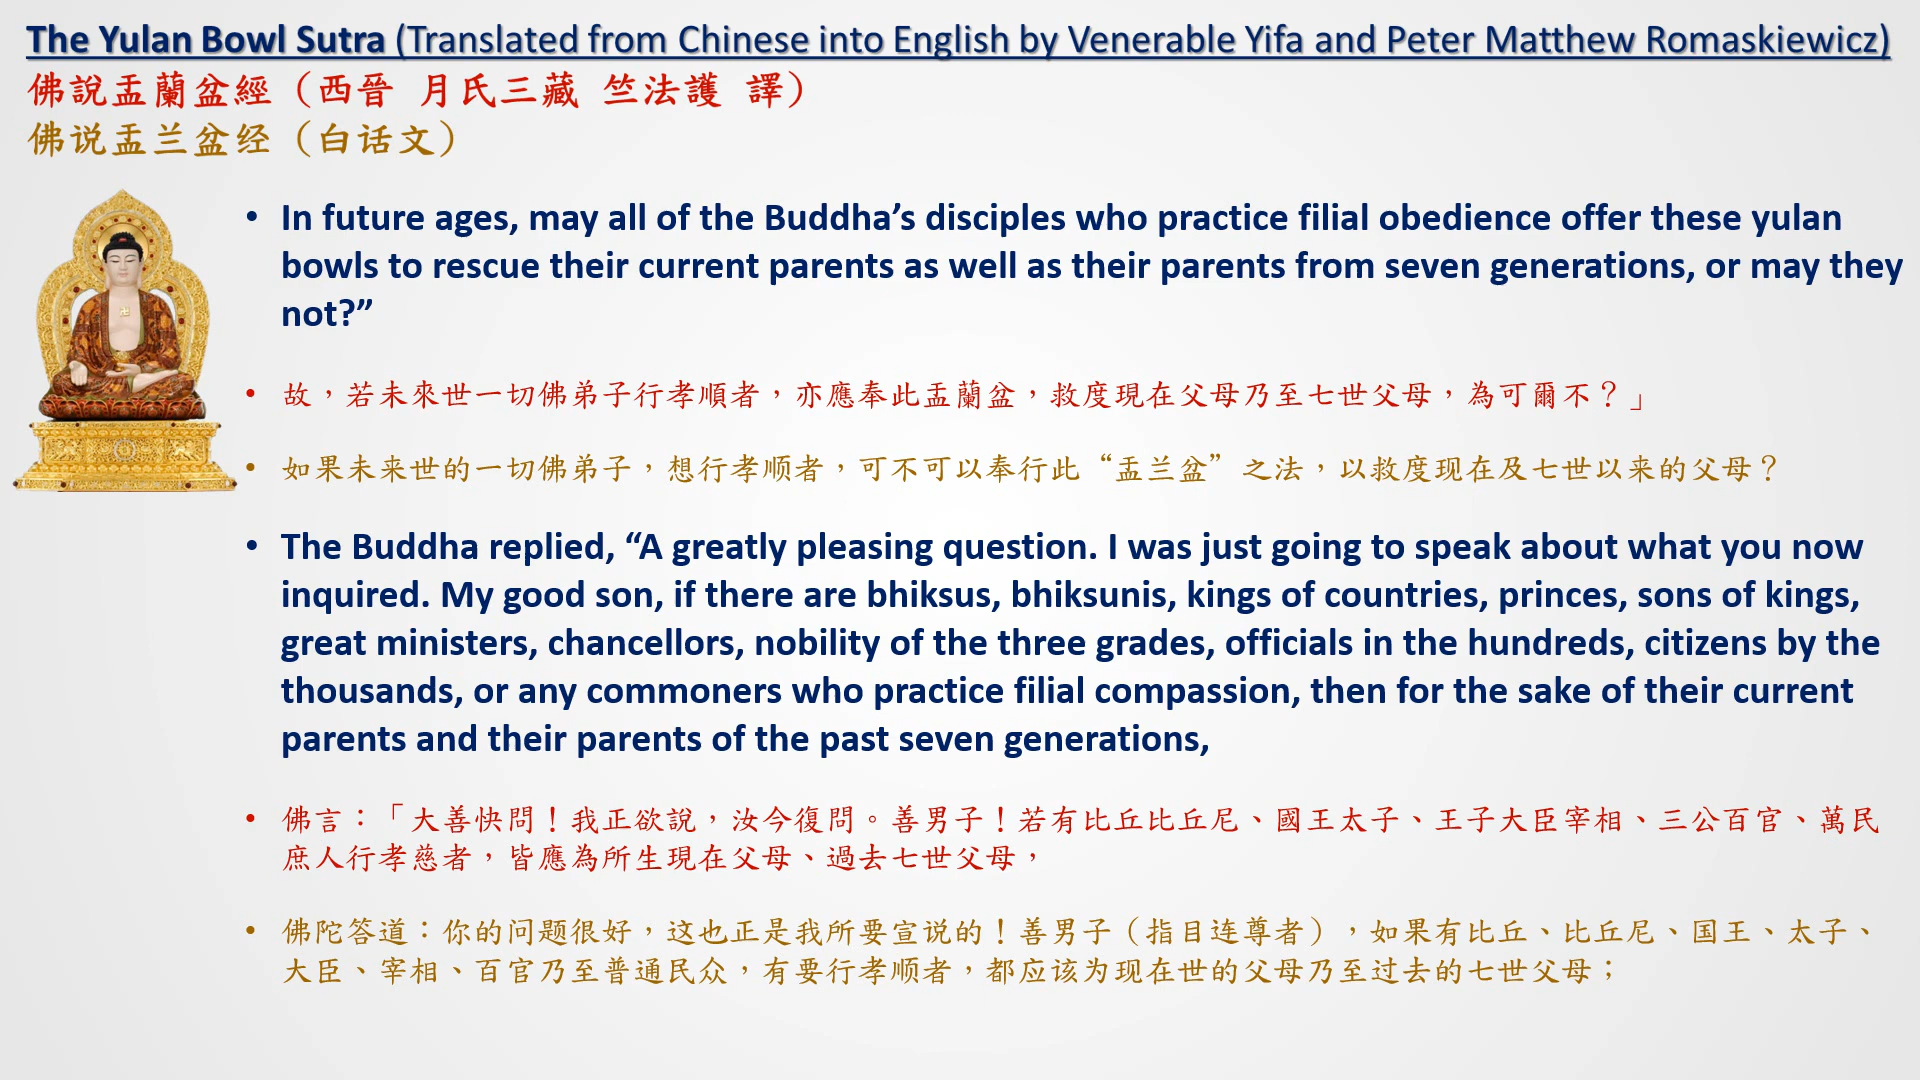 The Yulan Bowl Sutra (Translated from Chinese into English by Venerable Yifa and Peter Matthew Romaskiewicz)
佛說盂蘭盆經（西晉 月氏三藏 竺法護 譯）
佛说盂兰盆经（白话文）
• In future ages, may all of the Buddha’s disciples who practice filial obedience offer these yulan
bowls to rescue their current parents as well as their parents from seven generations, or may they
not?”
• 故，若未來世一切佛弟子行孝順者，亦應奉此盂蘭盆，救度現在父母乃至七世父母，為可爾不？」
• 如果未来世的一切佛弟子，想行孝顺者，可不可以奉行此“盂兰盆”之法，以救度现在及七世以来的父母？
• The Buddha replied, “A greatly pleasing question. I was just going to speak about what you now
inquired. My good son, if there are bhiksus, bhiksunis, kings of countries, princes, sons of kings,
great ministers, chancellors, nobility of the three grades, officials in the hundreds, citizens by the
thousands, or any commoners who practice filial compassion, then for the sake of their current
parents and their parents of the past seven generations,
• 佛言：「大善快問！我正欲說，汝今復問。善男子！若有比丘比丘尼、國王太子、王子大臣宰相、三公百官、萬民
庶人行孝慈者，皆應為所生現在父母、過去七世父母，
• 佛陀答道：你的问题很好，这也正是我所要宣说的！善男子（指目连尊者），如果有比丘、比丘尼、国王、太子、
大臣、宰相、百官乃至普通民众，有要行孝顺者，都应该为现在世的父母乃至过去的七世父母；